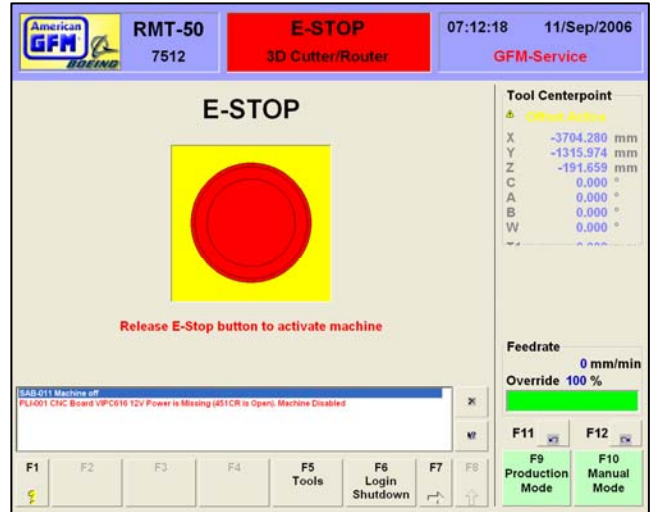 American
GFM
BOEING
RMT-50
7512
E-STOP
3D Cutter/Router
07:12:18 11/Sep/2006
GFM-Service
E-STOP
Release E-Stop button to activate machine
Tool Centerpoint
Offset Active
X -3704.280 mm
Y -1315.974 mm
Z -191.659 mm
C 0.000 °
A 0.000 °
B 0.000 °
W 0.000 °
Feedrate
0 mm/min
Override 100 %
SAB-011 Machine off
PLI-001 CNC Board VIPC616 12V Power is Missing (451CR is Open). Machine Disabled
F11 F12
F1 F2 F3 F4 F5 Tools F6 Login Shutdown F7 F8
F9 Production Mode
F10 Manual Mode